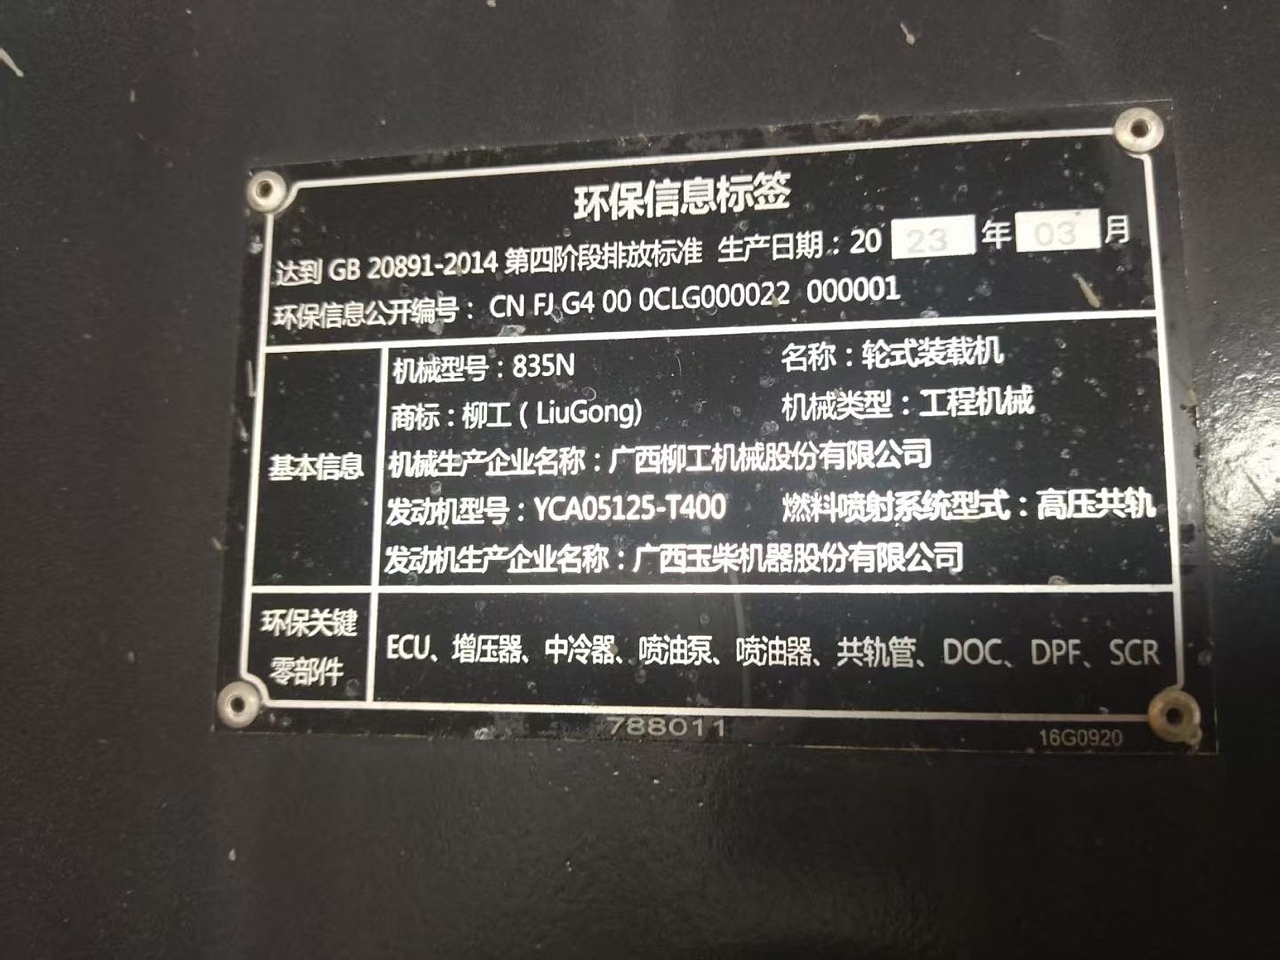 环保信息标签
达到 GB 20891-2014 第四阶段排放标准 生产日期：20 23 年 03 月
环保信息公开编号： CN FJ G4 00 0CLG000022 000001
基本信息
机械型号：835N 名称：轮式装载机
商标：柳工（LiuGong) 机械类型：工程机械
机械生产企业名称：广西柳工机械股份有限公司
发动机型号：YCA05125-T400 燃料喷射系统型式：高压共轨
发动机生产企业名称：广西玉柴机器股份有限公司
环保关键
零部件
ECU、增压器、中冷器、喷油泵、喷油器、共轨管、DOC、DPF、SCR
788011
16G0920